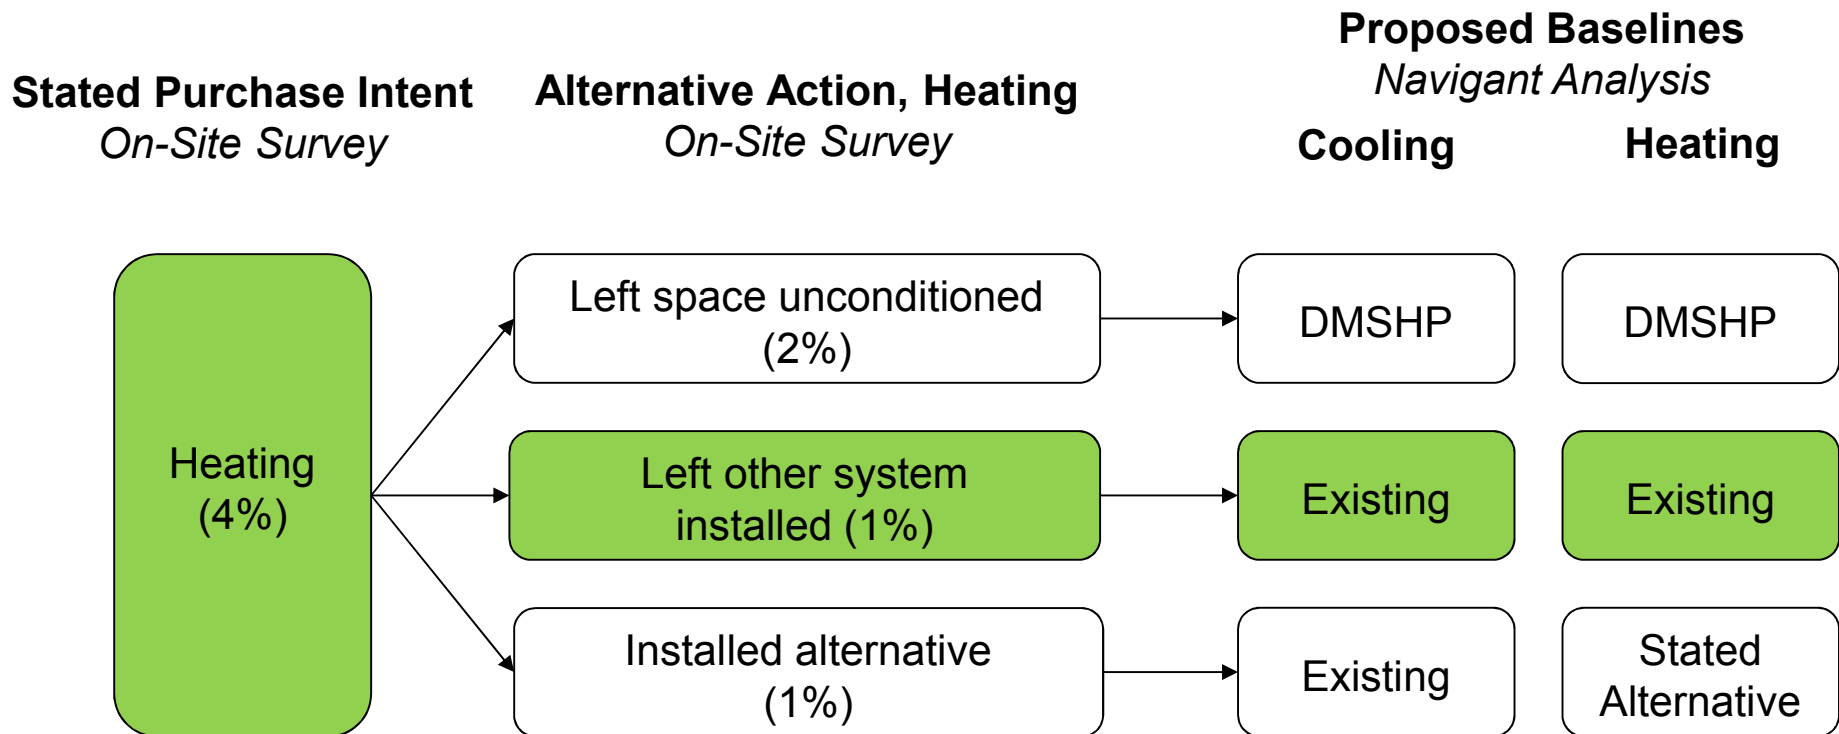 Stated Purchase Intent
On-Site Survey
Alternative Action, Heating
On-Site Survey
Proposed Baselines
Navigant Analysis
Cooling
Heating
Heating
(4%)
Left space unconditioned
(2%)
DMSHP
DMSHP
Left other system
installed (1%)
Existing
Existing
Installed alternative
(1%)
Existing
Stated
Alternative